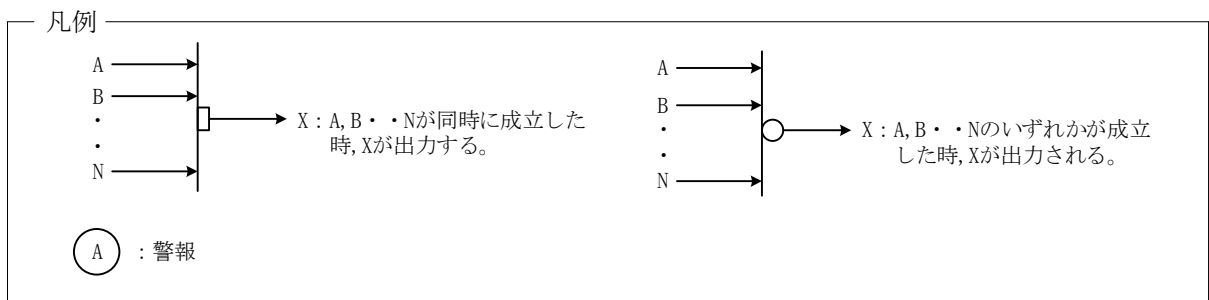 凡例
A
B
・
・
N
X：A,B・・Nが同時に成立した
時,Xが出力する。
A
B
・
・
N
X：A,B・・Nのいずれかが成立
した時,Xが出力される。
A ：警報